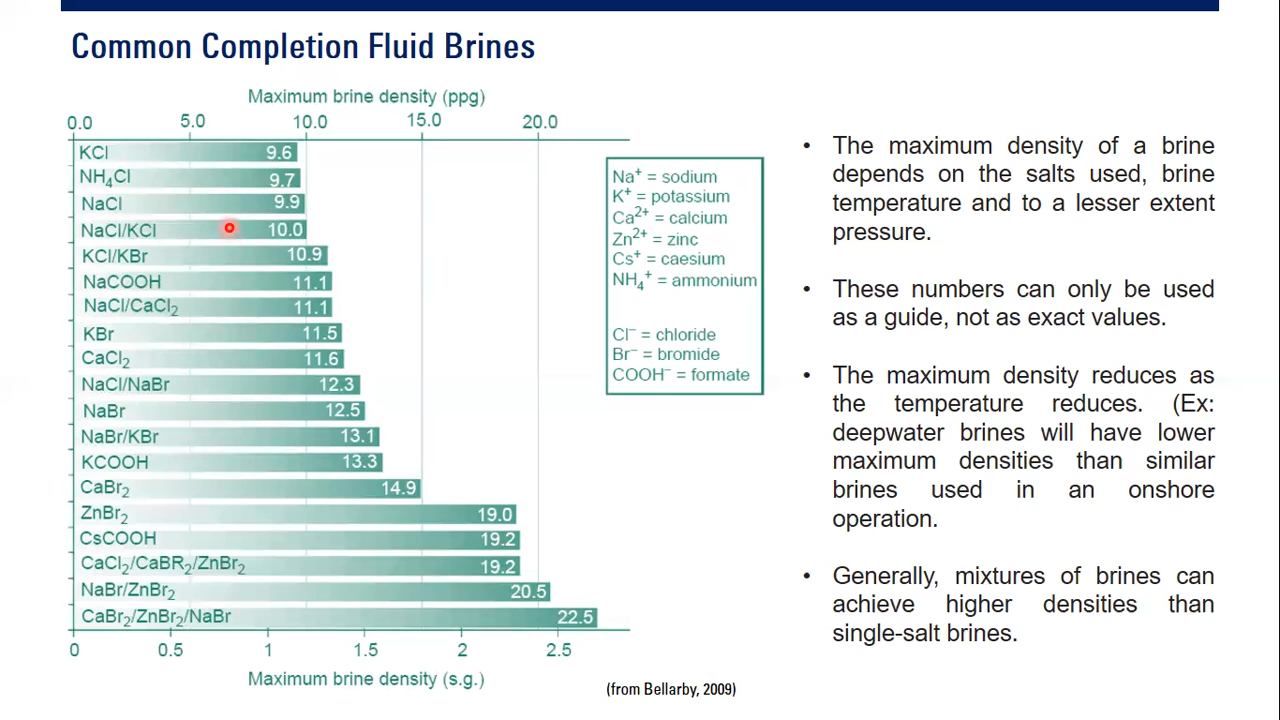 Common Completion Fluid Brines
Maximum brine density (ppg)
0.0 5.0 10.0 15.0 20.0
KCl 9.6
NH₄Cl 9.7
NaCl 9.9
NaCl/KCl 10.0
KCl/KBr 10.9
NaCOOH 11.1
NaCl/CaCl₂ 11.1
KBr 11.5
CaCl₂ 11.6
NaCl/NaBr 12.3
NaBr 12.5
NaBr/KBr 13.1
KCOOH 13.3
CaBr₂ 14.9
ZnBr₂ 19.0
CsCOOH 19.2
CaCl₂/CaBR₂/ZnBr₂ 19.2
NaBr/ZnBr₂ 20.5
CaBr₂/ZnBr₂/NaBr 22.5
0 0.5 1 1.5 2 2.5
Maximum brine density (s.g.)
Na⁺ = sodium
K⁺ = potassium
Ca²⁺ = calcium
Zn²⁺ = zinc
Cs⁺ = caesium
NH₄⁺ = ammonium
Cl⁻ = chloride
Br⁻ = bromide
COOH⁻ = formate
(from Bellarby, 2009)
• The maximum density of a brine
depends on the salts used, brine
temperature and to a lesser extent
pressure.
• These numbers can only be used
as a guide, not as exact values.
• The maximum density reduces as
the temperature reduces. (Ex:
deepwater brines will have lower
maximum densities than similar
brines used in an onshore
operation.
• Generally, mixtures of brines can
achieve higher densities than
single-salt brines.